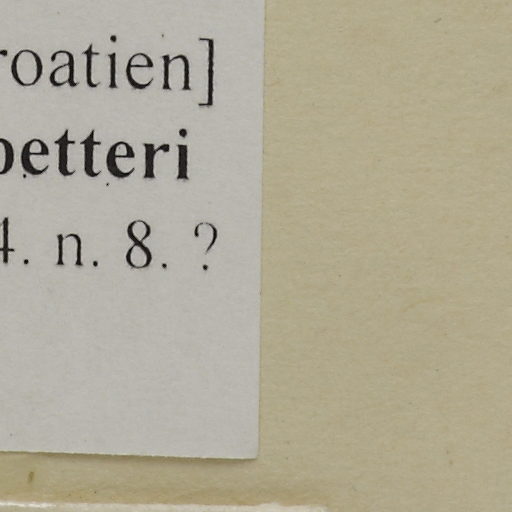 roatien]
petteri
4. n. 8. ?